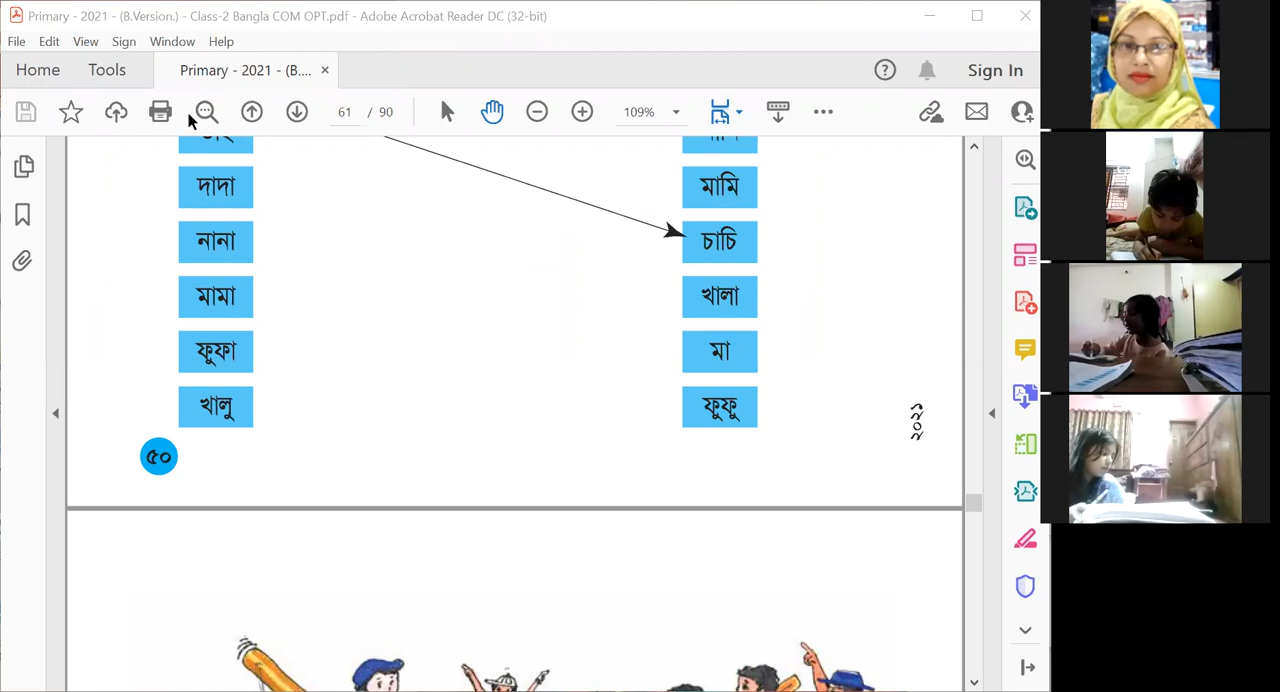 Primary - 2021 - (B.Version.) - Class-2 Bangla COM OPT.pdf - Adobe Acrobat Reader DC (32-bit)
File Edit View Sign Window Help
Home Tools Primary - 2021 - (B.... × Sign In
61 / 90 109%
দাদা মামি
নানা চাচি
মামা খালা
ফুফা মা
খালু ফুফু
২০২১
৫০